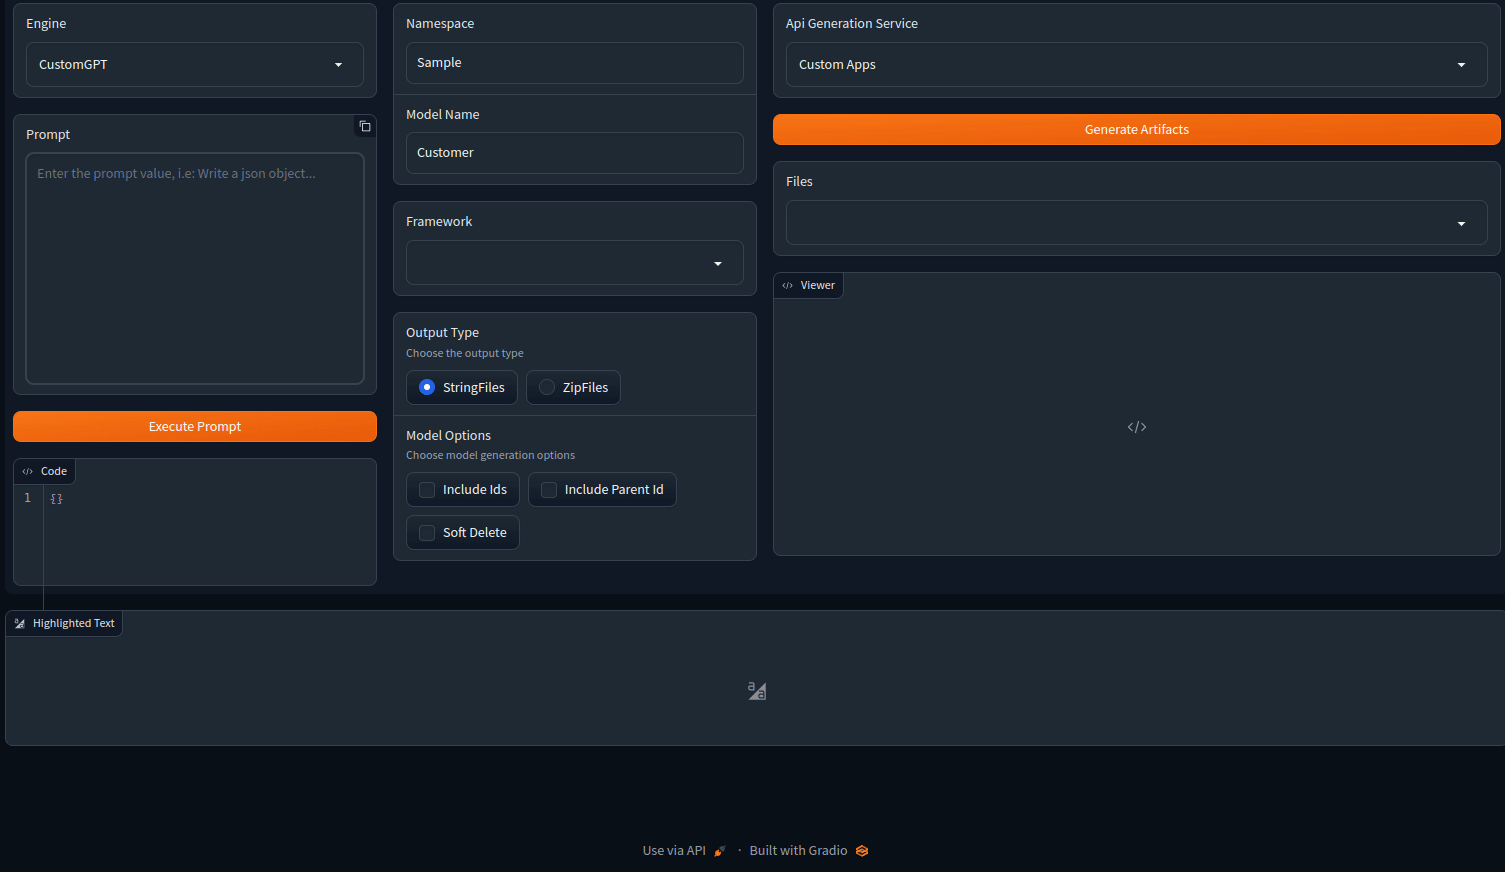 Engine
CustomGPT
Prompt
Enter the prompt value, i.e: Write a json object...
Execute Prompt
Code
1 {}
Namespace
Sample
Model Name
Customer
Framework
Output Type
Choose the output type
StringFiles ZipFiles
Model Options
Choose model generation options
Include Ids Include Parent Id
Soft Delete
Api Generation Service
Custom Apps
Generate Artifacts
Files
Viewer
Highlighted Text
Use via API · Built with Gradio